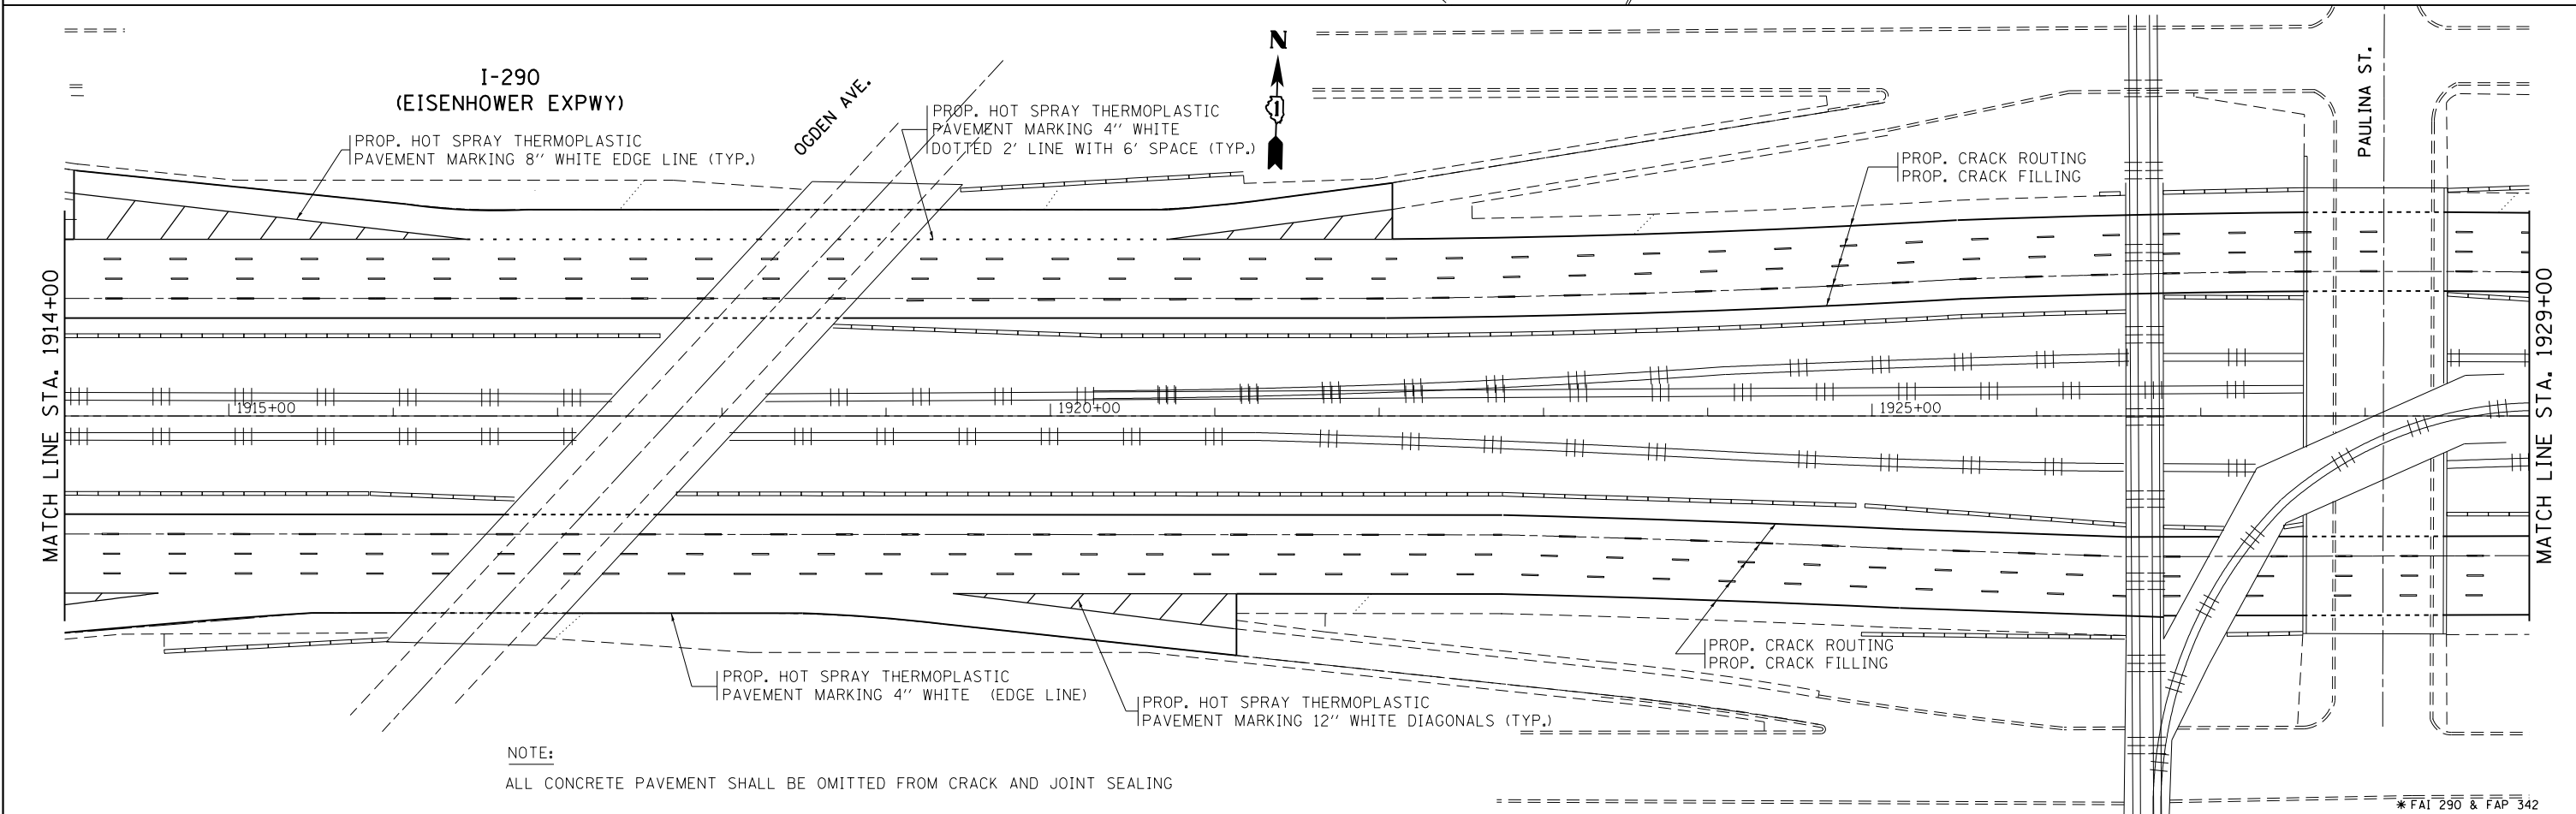 N
1
I-290
(EISENHOWER EXPWY)
PROP. HOT SPRAY THERMOPLASTIC
PAVEMENT MARKING 8'' WHITE EDGE LINE (TYP.)
OGDEN AVE.
PROP. HOT SPRAY THERMOPLASTIC
PAVEMENT MARKING 4'' WHITE
DOTTED 2' LINE WITH 6' SPACE (TYP.)
PROP. CRACK ROUTING
PROP. CRACK FILLING
PAULINA ST.
MATCH LINE STA. 1914+00
1915+00
1920+00
1925+00
MATCH LINE STA. 1929+00
PROP. HOT SPRAY THERMOPLASTIC
PAVEMENT MARKING 4'' WHITE (EDGE LINE)
PROP. HOT SPRAY THERMOPLASTIC
PAVEMENT MARKING 12'' WHITE DIAGONALS (TYP.)
PROP. CRACK ROUTING
PROP. CRACK FILLING
NOTE:
ALL CONCRETE PAVEMENT SHALL BE OMITTED FROM CRACK AND JOINT SEALING
* FAI 290 & FAP 342